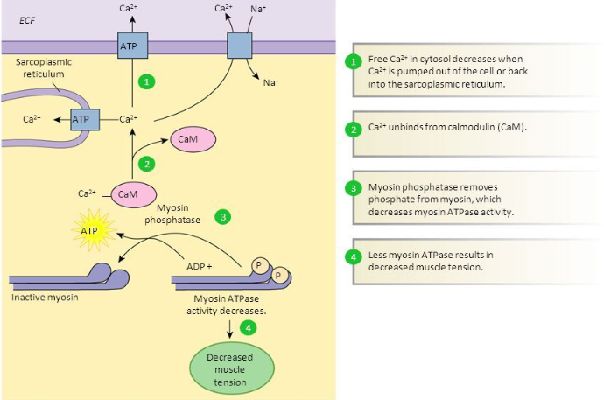 ECF
Ca²⁺
Ca²⁺ Na⁺
ATP
Sarcoplasmic
reticulum
1
Na
Ca²⁺
ATP
Ca²⁺
CaM
2
Ca²⁺
CaM
Myosin
phosphatase
3
ATP
ADP +
P
P
Inactive myosin
Myosin ATPase
activity decreases.
4
Decreased
muscle
tension
1 Free Ca²⁺ in cytosol decreases when
Ca²⁺ is pumped out of the cell or back
into the sarcoplasmic reticulum.
2 Ca²⁺ unbinds from calmodulin (CaM).
3 Myosin phosphatase removes
phosphate from myosin, which
decreases myosin ATPase activity.
4 Less myosin ATPase results in
decreased muscle tension.